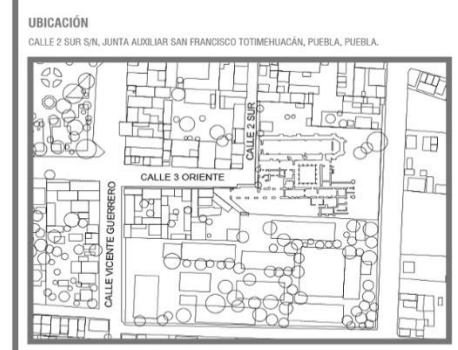 UBICACIÓN
CALLE 2 SUR S/N, JUNTA AUXILIAR SAN FRANCISCO TOTIMEHUACÁN, PUEBLA, PUEBLA.
CALLE 2 SUR
CALLE 3 ORIENTE
CALLE VICENTE GUERRERO